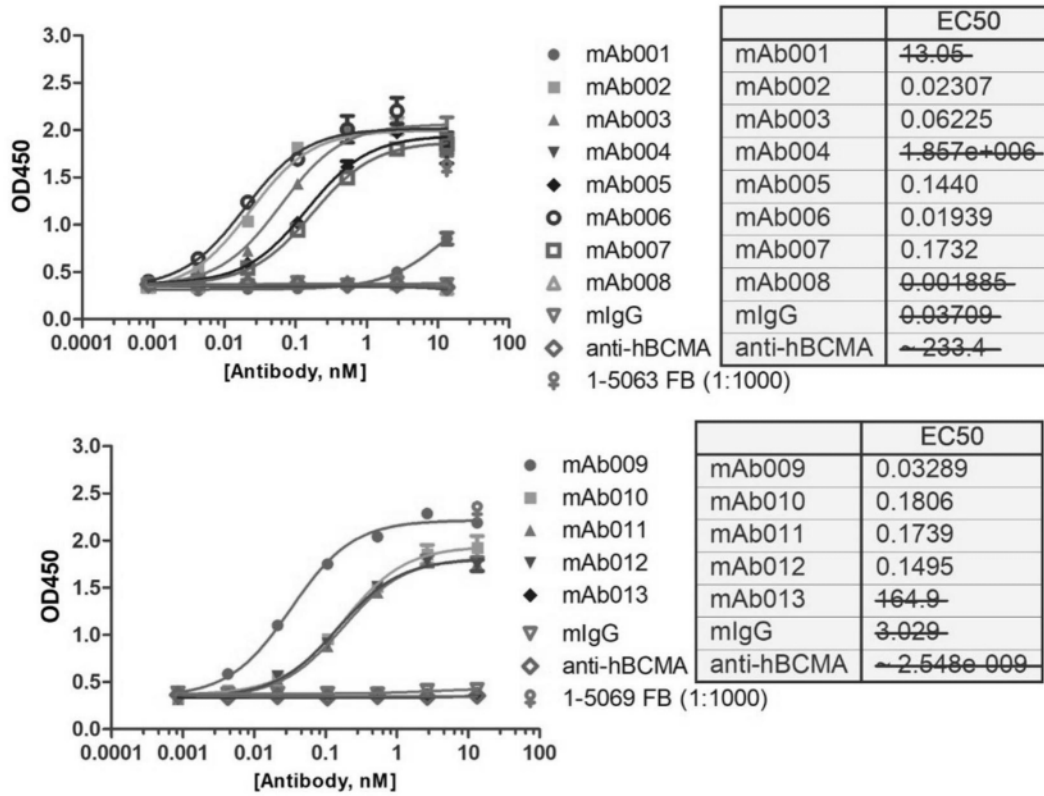 3.0
2.5
2.0
1.5
1.0
0.5
0.0
OD450
0.0001 0.001 0.01 0.1 1 10 100
[Antibody, nM]
mAb001
mAb002
mAb003
mAb004
mAb005
mAb006
mAb007
mAb008
mIgG
anti-hBCMA
1-5063 FB (1:1000)
EC50
mAb001 13.05
mAb002 0.02307
mAb003 0.06225
mAb004 1.857e+006
mAb005 0.1440
mAb006 0.01939
mAb007 0.1732
mAb008 0.001885
mIgG 0.03709
anti-hBCMA ~ 233.4
3.0
2.5
2.0
1.5
1.0
0.5
0.0
OD450
0.0001 0.001 0.01 0.1 1 10 100
[Antibody, nM]
mAb009
mAb010
mAb011
mAb012
mAb013
mIgG
anti-hBCMA
1-5069 FB (1:1000)
EC50
mAb009 0.03289
mAb010 0.1806
mAb011 0.1739
mAb012 0.1495
mAb013 164.9
mIgG 3.029
anti-hBCMA ~ 2.548e-009